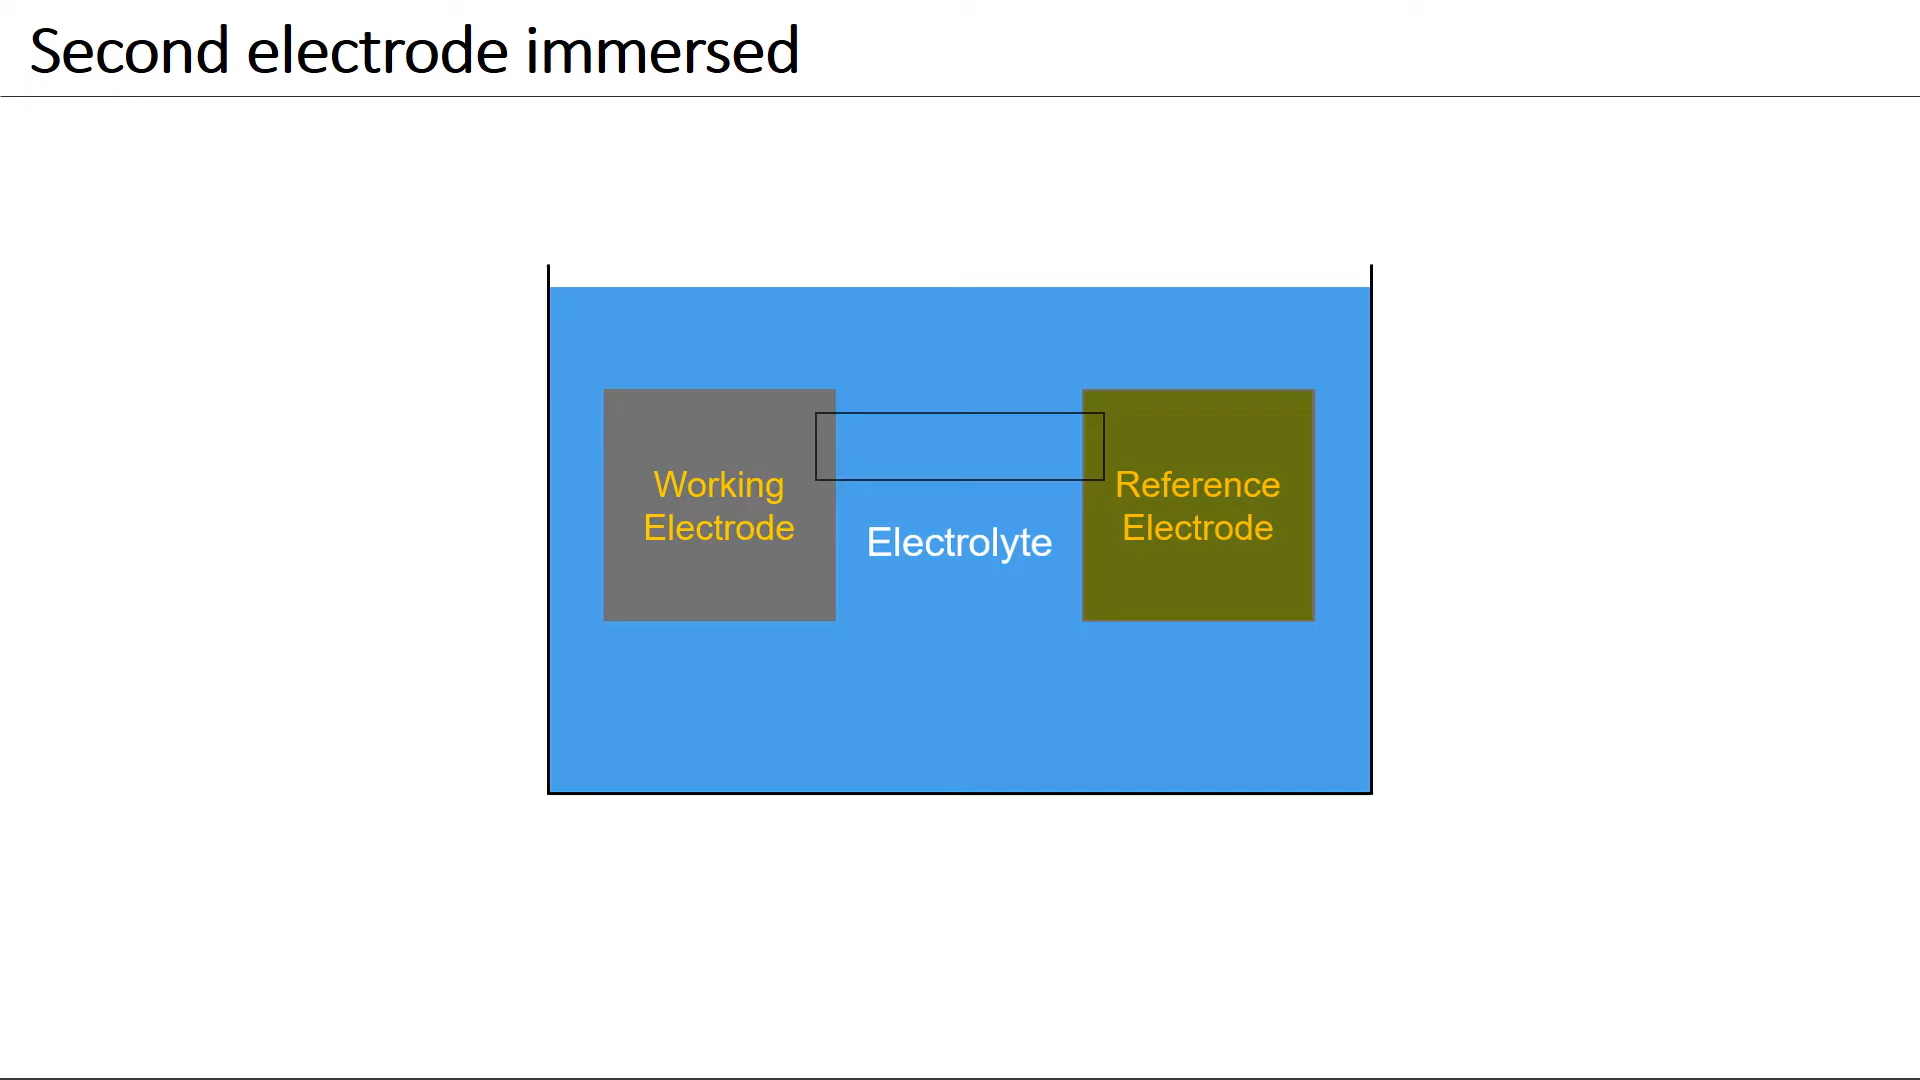 Second electrode immersed
Working
Electrode
Electrolyte
Reference
Electrode